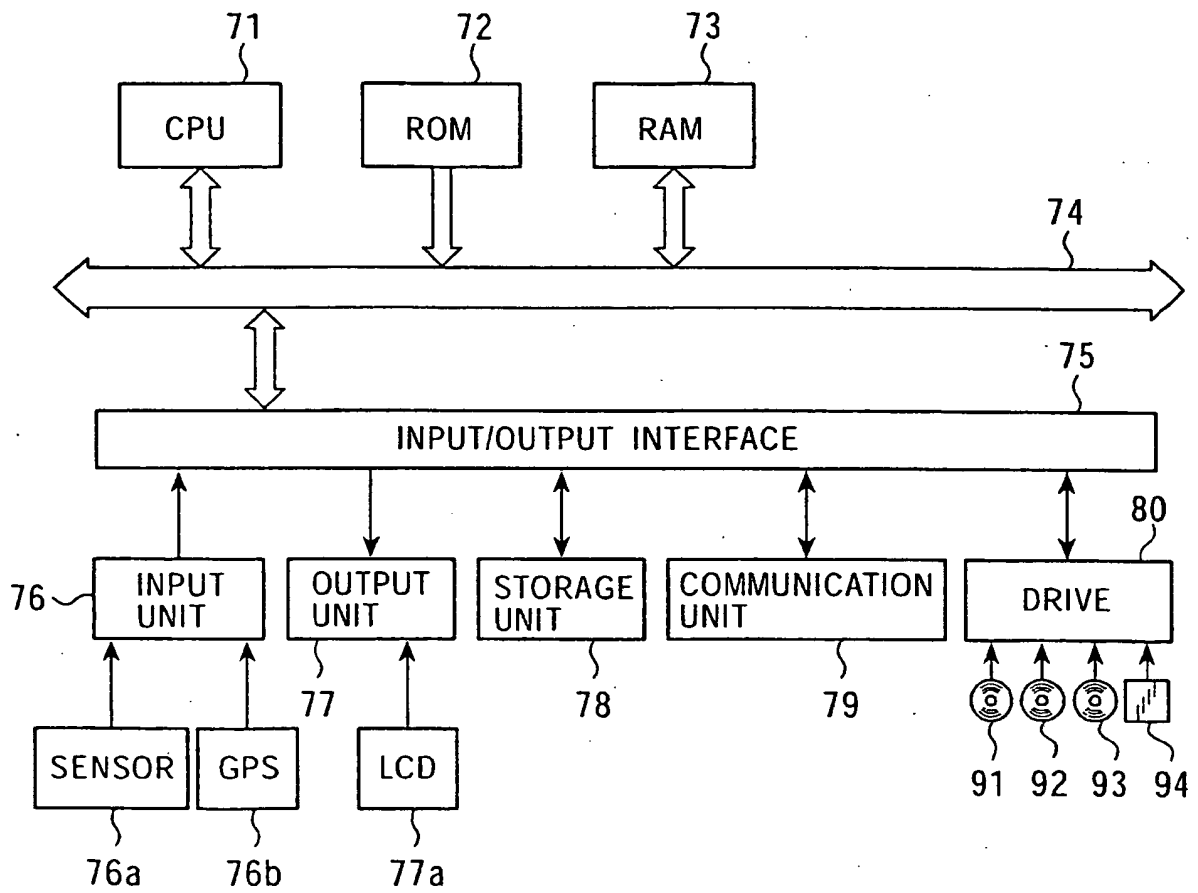 71
72
73
CPU
ROM
RAM
74
75
INPUT/OUTPUT INTERFACE
80
76
INPUT
UNIT
OUTPUT
UNIT
STORAGE
UNIT
COMMUNICATION
UNIT
DRIVE
77
78
79
SENSOR
GPS
LCD
91
92
93
94
76a
76b
77a